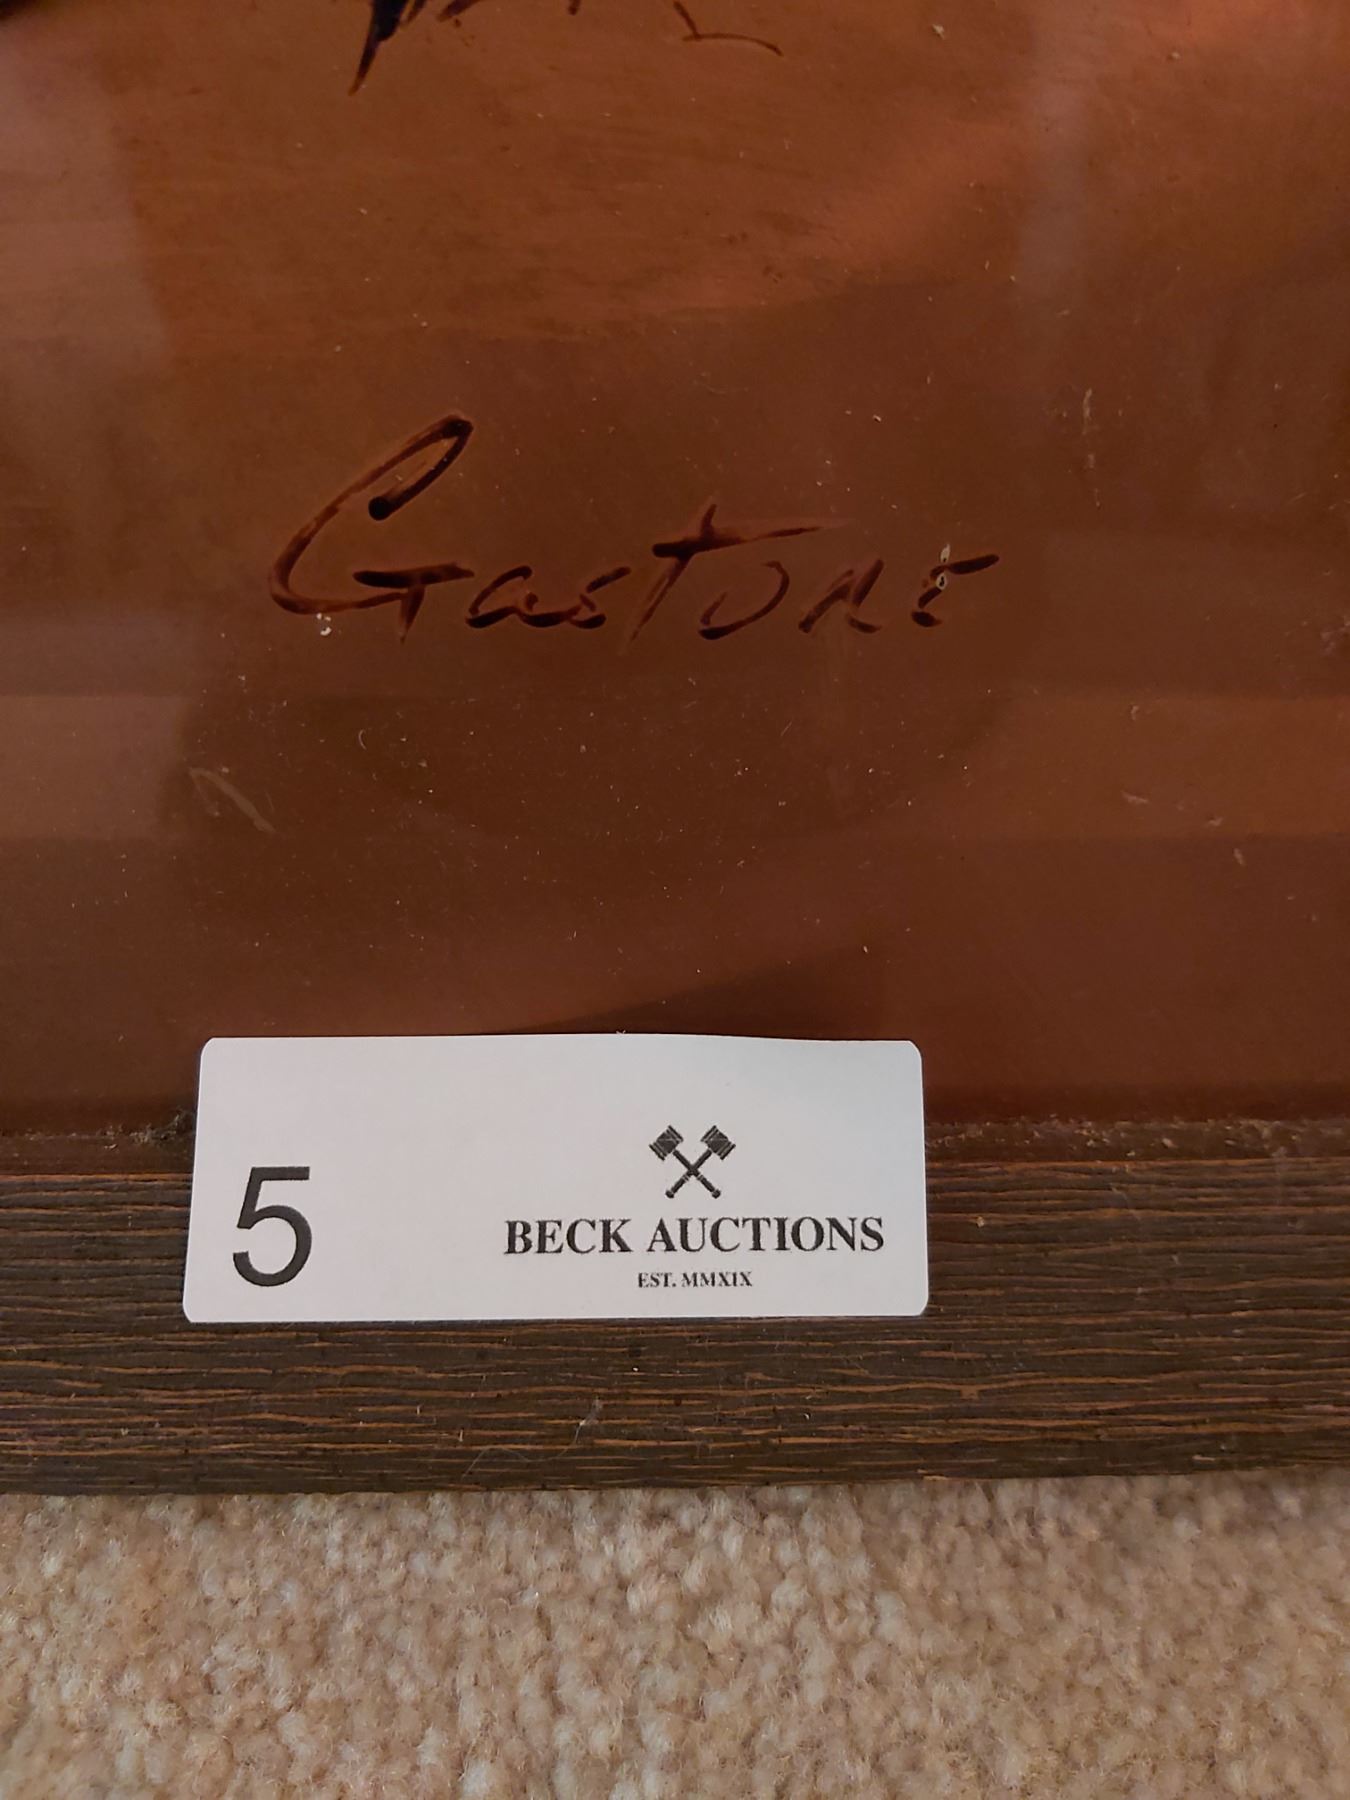 Gastone
5
BECK AUCTIONS
EST. MMXIX